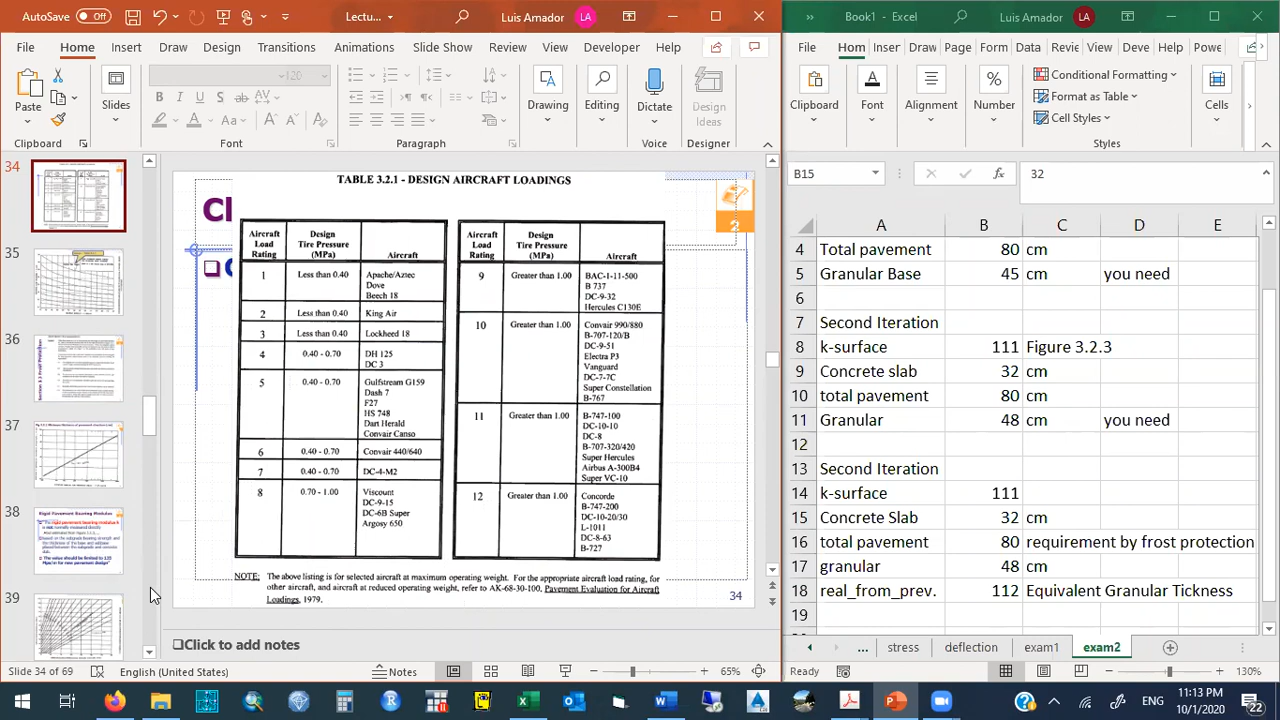 AutoSave Off Lectu... Luis Amador LA
File Home Insert Draw Design Transitions Animations Slide Show Review View Developer Help
Paste Slides Drawing Editing Dictate Design Ideas
Clipboard Font Paragraph Voice Designer
34
35
36
37
38
Rigid Pavement Bearing Modulus
39
TABLE 3.2.1 - DESIGN AIRCRAFT LOADINGS
Aircraft Load Rating Design Tire Pressure (MPa) Aircraft
1 Less than 0.40 Apache/Aztec
Dove
Beech 18
2 Less than 0.40 King Air
3 Less than 0.40 Lockheed 18
4 0.40 - 0.70 DH 125
DC 3
5 0.40 - 0.70 Gulfstream G159
Dash 7
F27
HS 748
Dart Herald
Convair Canso
6 0.40 - 0.70 Convair 440/640
7 0.40 - 0.70 DC-4-M2
8 0.70 - 1.00 Viscount
DC-9-15
DC-6B Super
Argosy 650
Aircraft Load Rating Design Tire Pressure (MPa) Aircraft
9 Greater than 1.00 BAC-1-11-500
B 737
DC-9-32
Hercules C130E
10 Greater than 1.00 Convair 990/880
B-707-120/B
DC-9-51
Electra P3
Vanguard
DC-7-7C
Super Constellation
B-767
11 Greater than 1.00 B-747-100
DC-10-10
DC-8
B-707-320/420
Super Hercules
Airbus A-300B4
Super VC-10
12 Greater than 1.00 Concorde
B-747-200
DC-10-20/30
L-1011
DC-8-63
B-727
NOTE: The above listing is for selected aircraft at maximum operating weight. For the appropriate aircraft load rating, for
other aircraft, and aircraft at reduced operating weight, refer to AK-68-30-100, Pavement Evaluation for Aircraft
Loadings, 1979.
34
Click to add notes
Slide 34 of 69 English (United States) Notes 65%
Book1 - Excel Luis Amador LA
File Hom Inser Draw Page Form Data Revie View Deve Help Powe
Clipboard Font Alignment Number Conditional Formatting Format as Table Cell Styles Cells
Styles
B15 fx 32
A B C D E
4 Total pavement 80 cm
5 Granular Base 45 cm you need
6
7 Second Iteration
8 k-surface 111 Figure 3.2.3
9 Concrete slab 32 cm
10 total pavement 80 cm
11 Granular 48 cm you need
12
13 Second Iteration
14 k-surface 111
15 Concrete Slab 32 cm
16 total pavement 80 requirement by frost protection
17 granular 48 cm
18 real_from_prev. 112 Equivalent Granular Tickness
19
... stress deflection exam1 exam2
Ready 130%
ENG 11:13 PM 10/1/2020 22